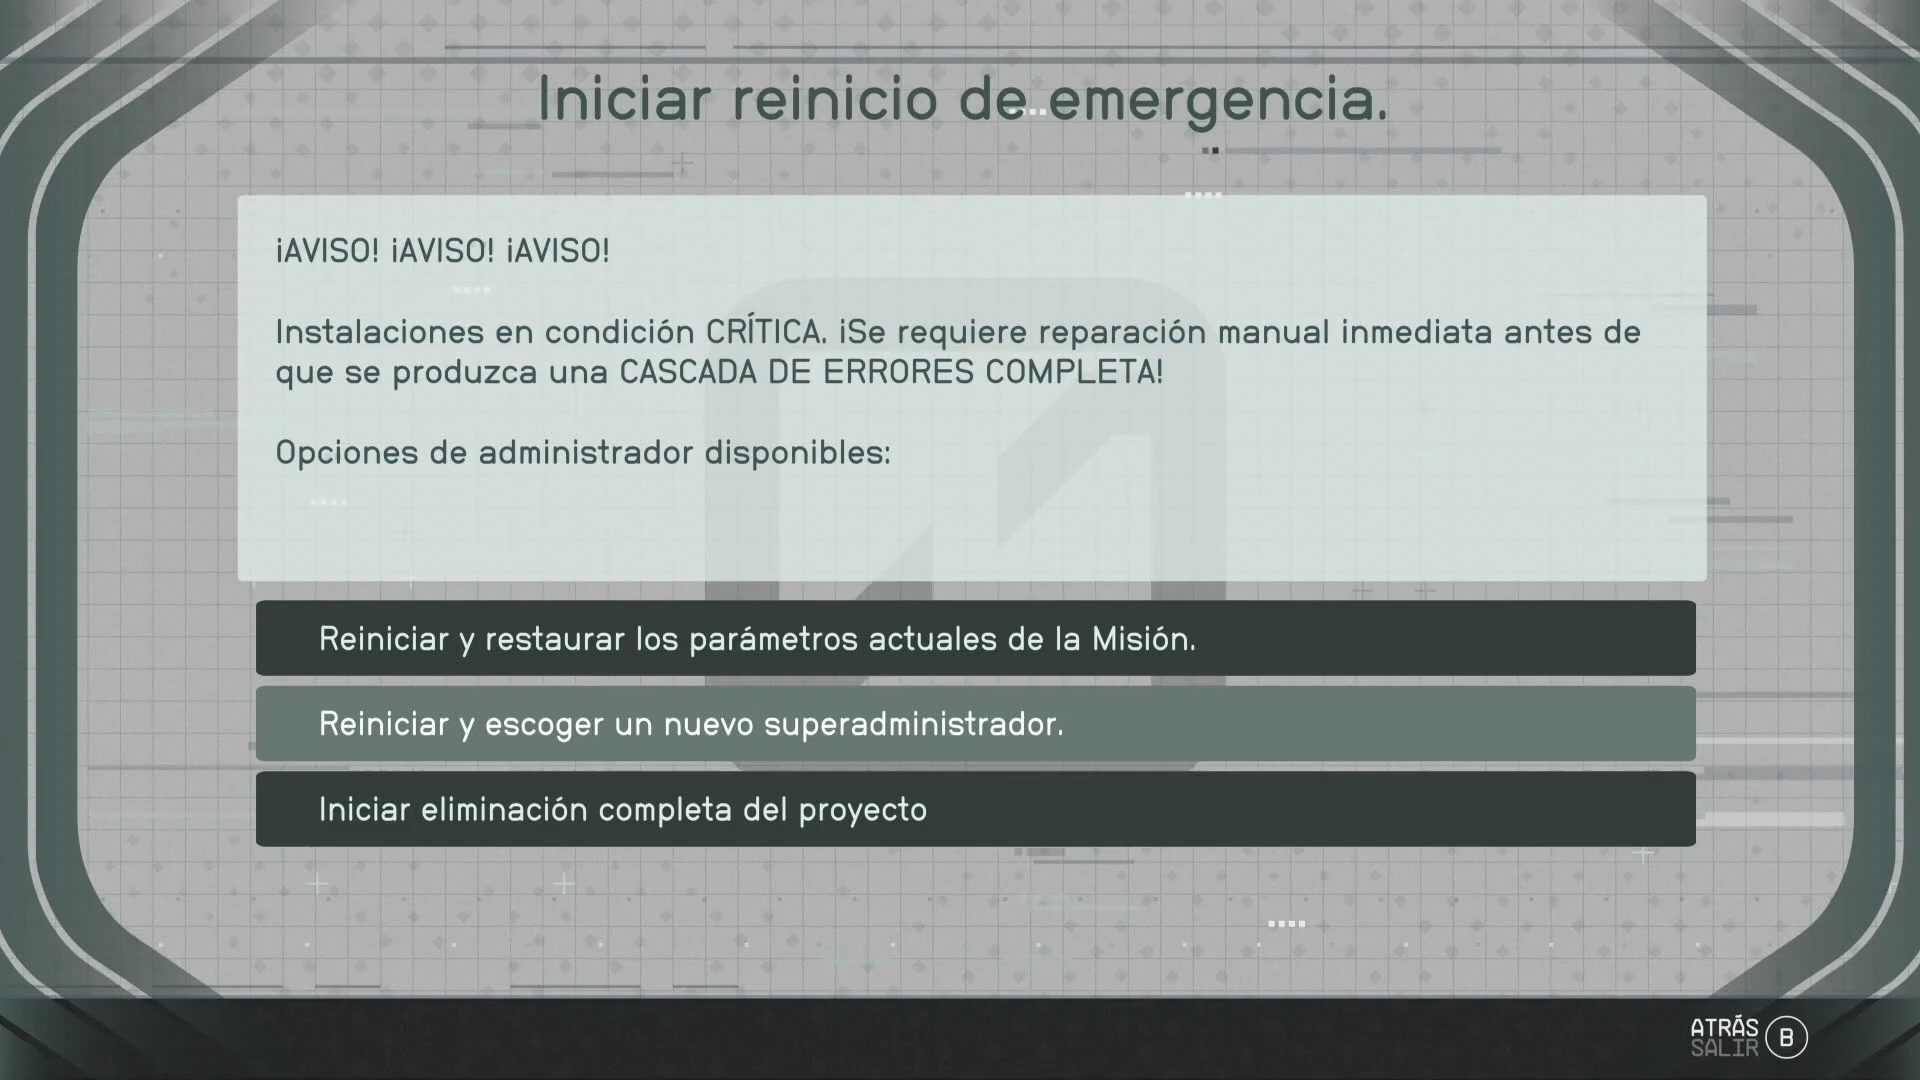 Iniciar reinicio de emergencia.
¡AVISO! ¡AVISO! ¡AVISO!
Instalaciones en condición CRÍTICA. ¡Se requiere reparación manual inmediata antes de
que se produzca una CASCADA DE ERRORES COMPLETA!
Opciones de administrador disponibles:
Reiniciar y restaurar los parámetros actuales de la Misión.
Reiniciar y escoger un nuevo superadministrador.
Iniciar eliminación completa del proyecto
ATRÁS
SALIR
B